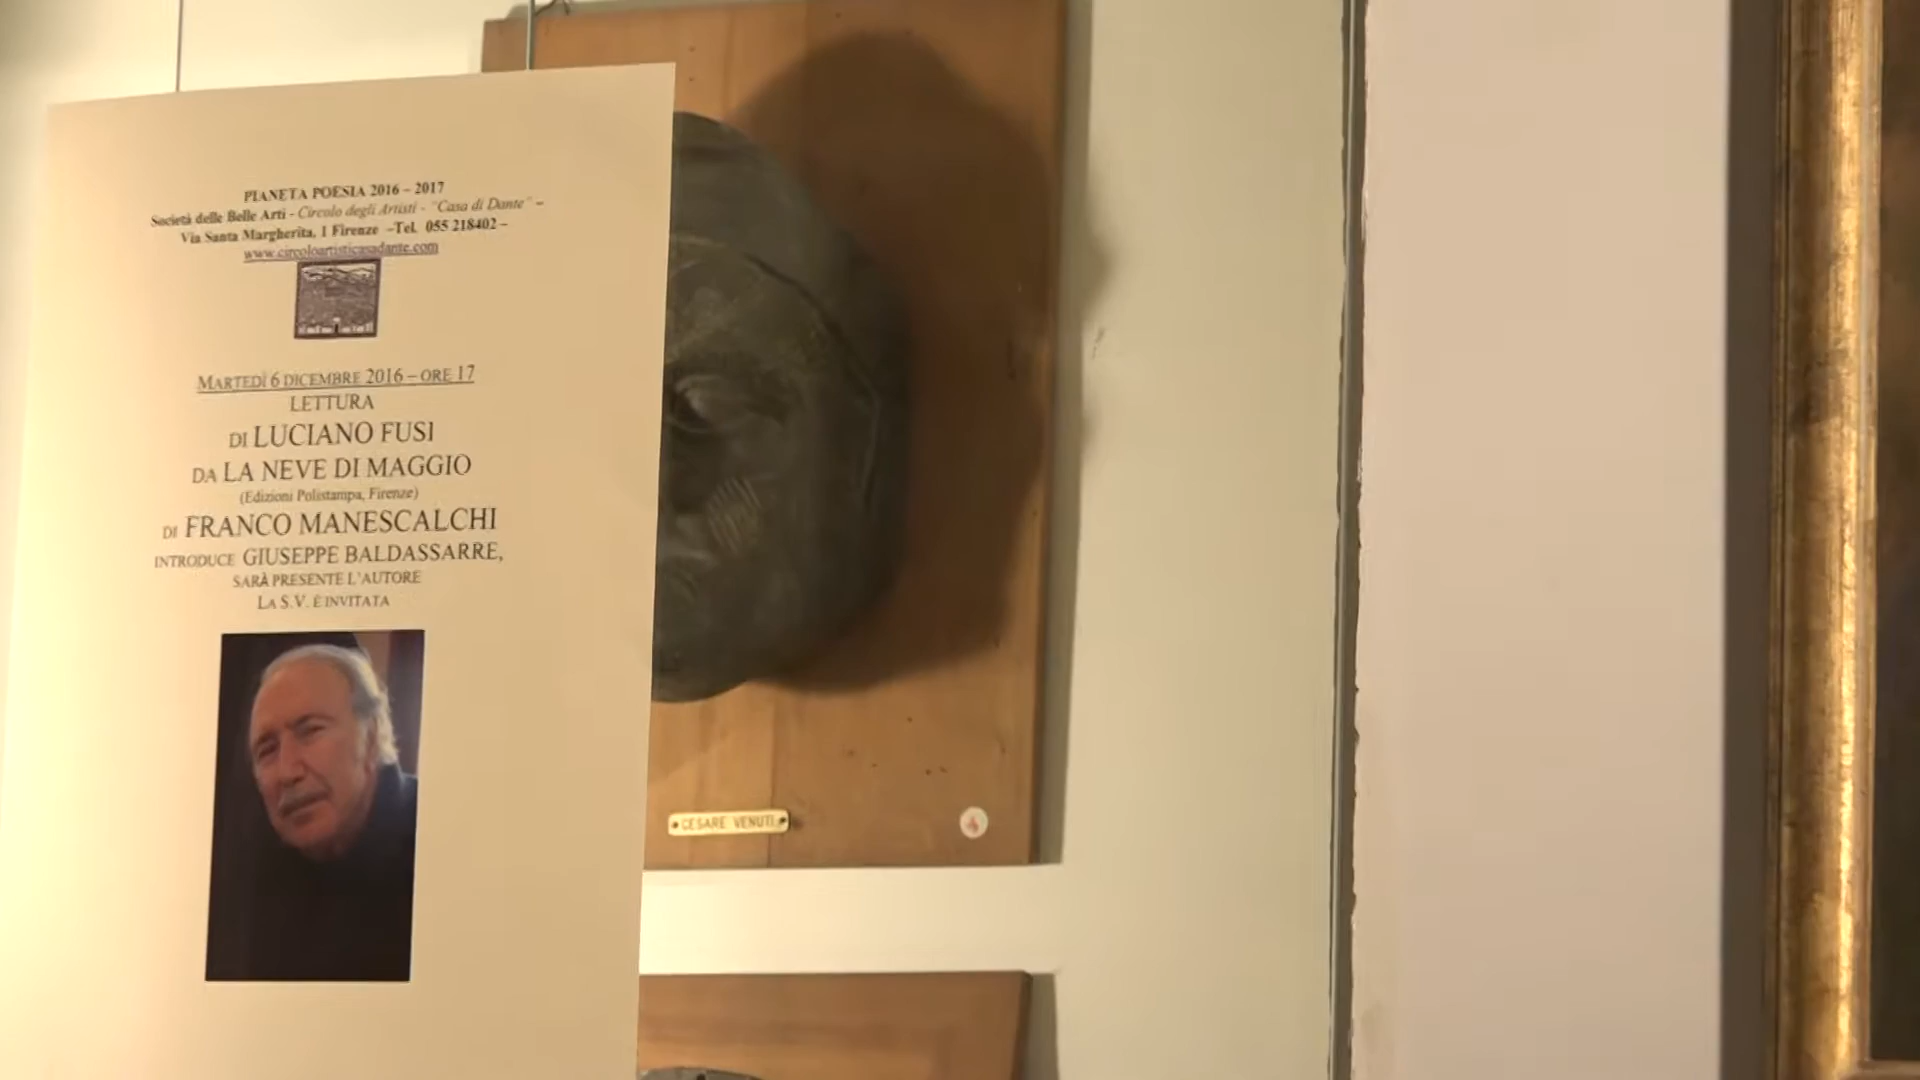 PIANETA POESIA 2016 – 2017
Società delle Belle Arti - Circolo degli Artisti - "Casa di Dante" –
Via Santa Margherita, 1 Firenze –Tel. 055 218402 –
www.circoloartisticasadante.com
MARTEDÌ 6 DICEMBRE 2016 – ORE 17
LETTURA
DI LUCIANO FUSI
DA LA NEVE DI MAGGIO
(Edizioni Polistampa, Firenze)
DI FRANCO MANESCALCHI
INTRODUCE GIUSEPPE BALDASSARRE,
SARÀ PRESENTE L'AUTORE
LA S.V. È INVITATA
CESARE VENUTI